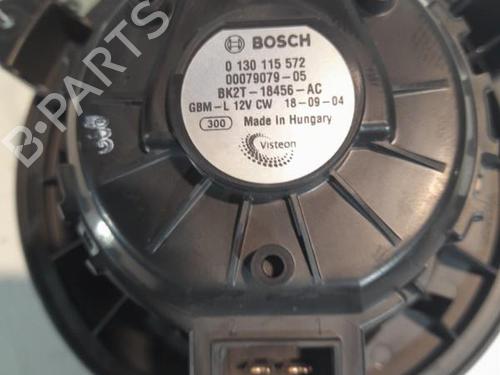 BOSCH
0 130 115 572
00079079-05
BK2T-18456-AC
GBM-L 12V CW 18-09-04
300 Made in Hungary
Visteon
B-PARTS